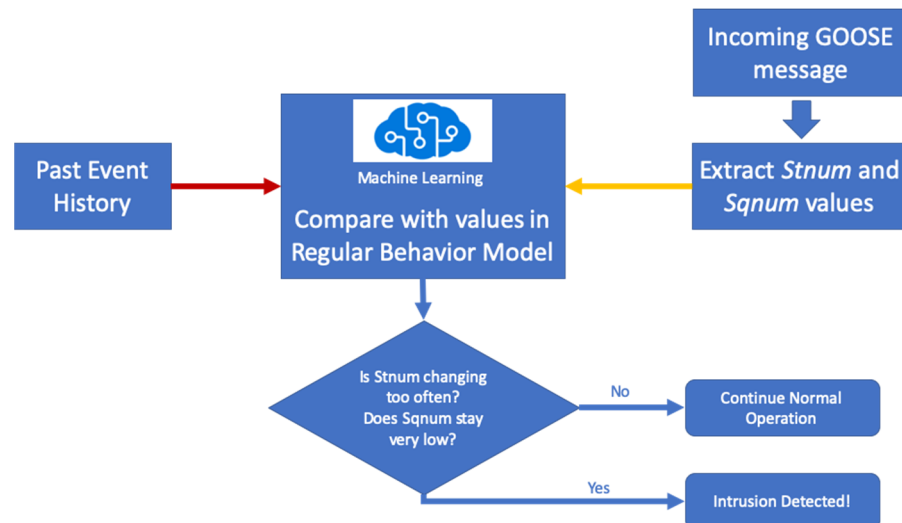 Incoming GOOSE
message
Past Event
History
Machine Learning
Compare with values in
Regular Behavior Model
Extract Stnum and
Sqnum values
Is Stnum changing
too often?
Does Sqnum stay
very low?
No
Continue Normal
Operation
Yes
Intrusion Detected!